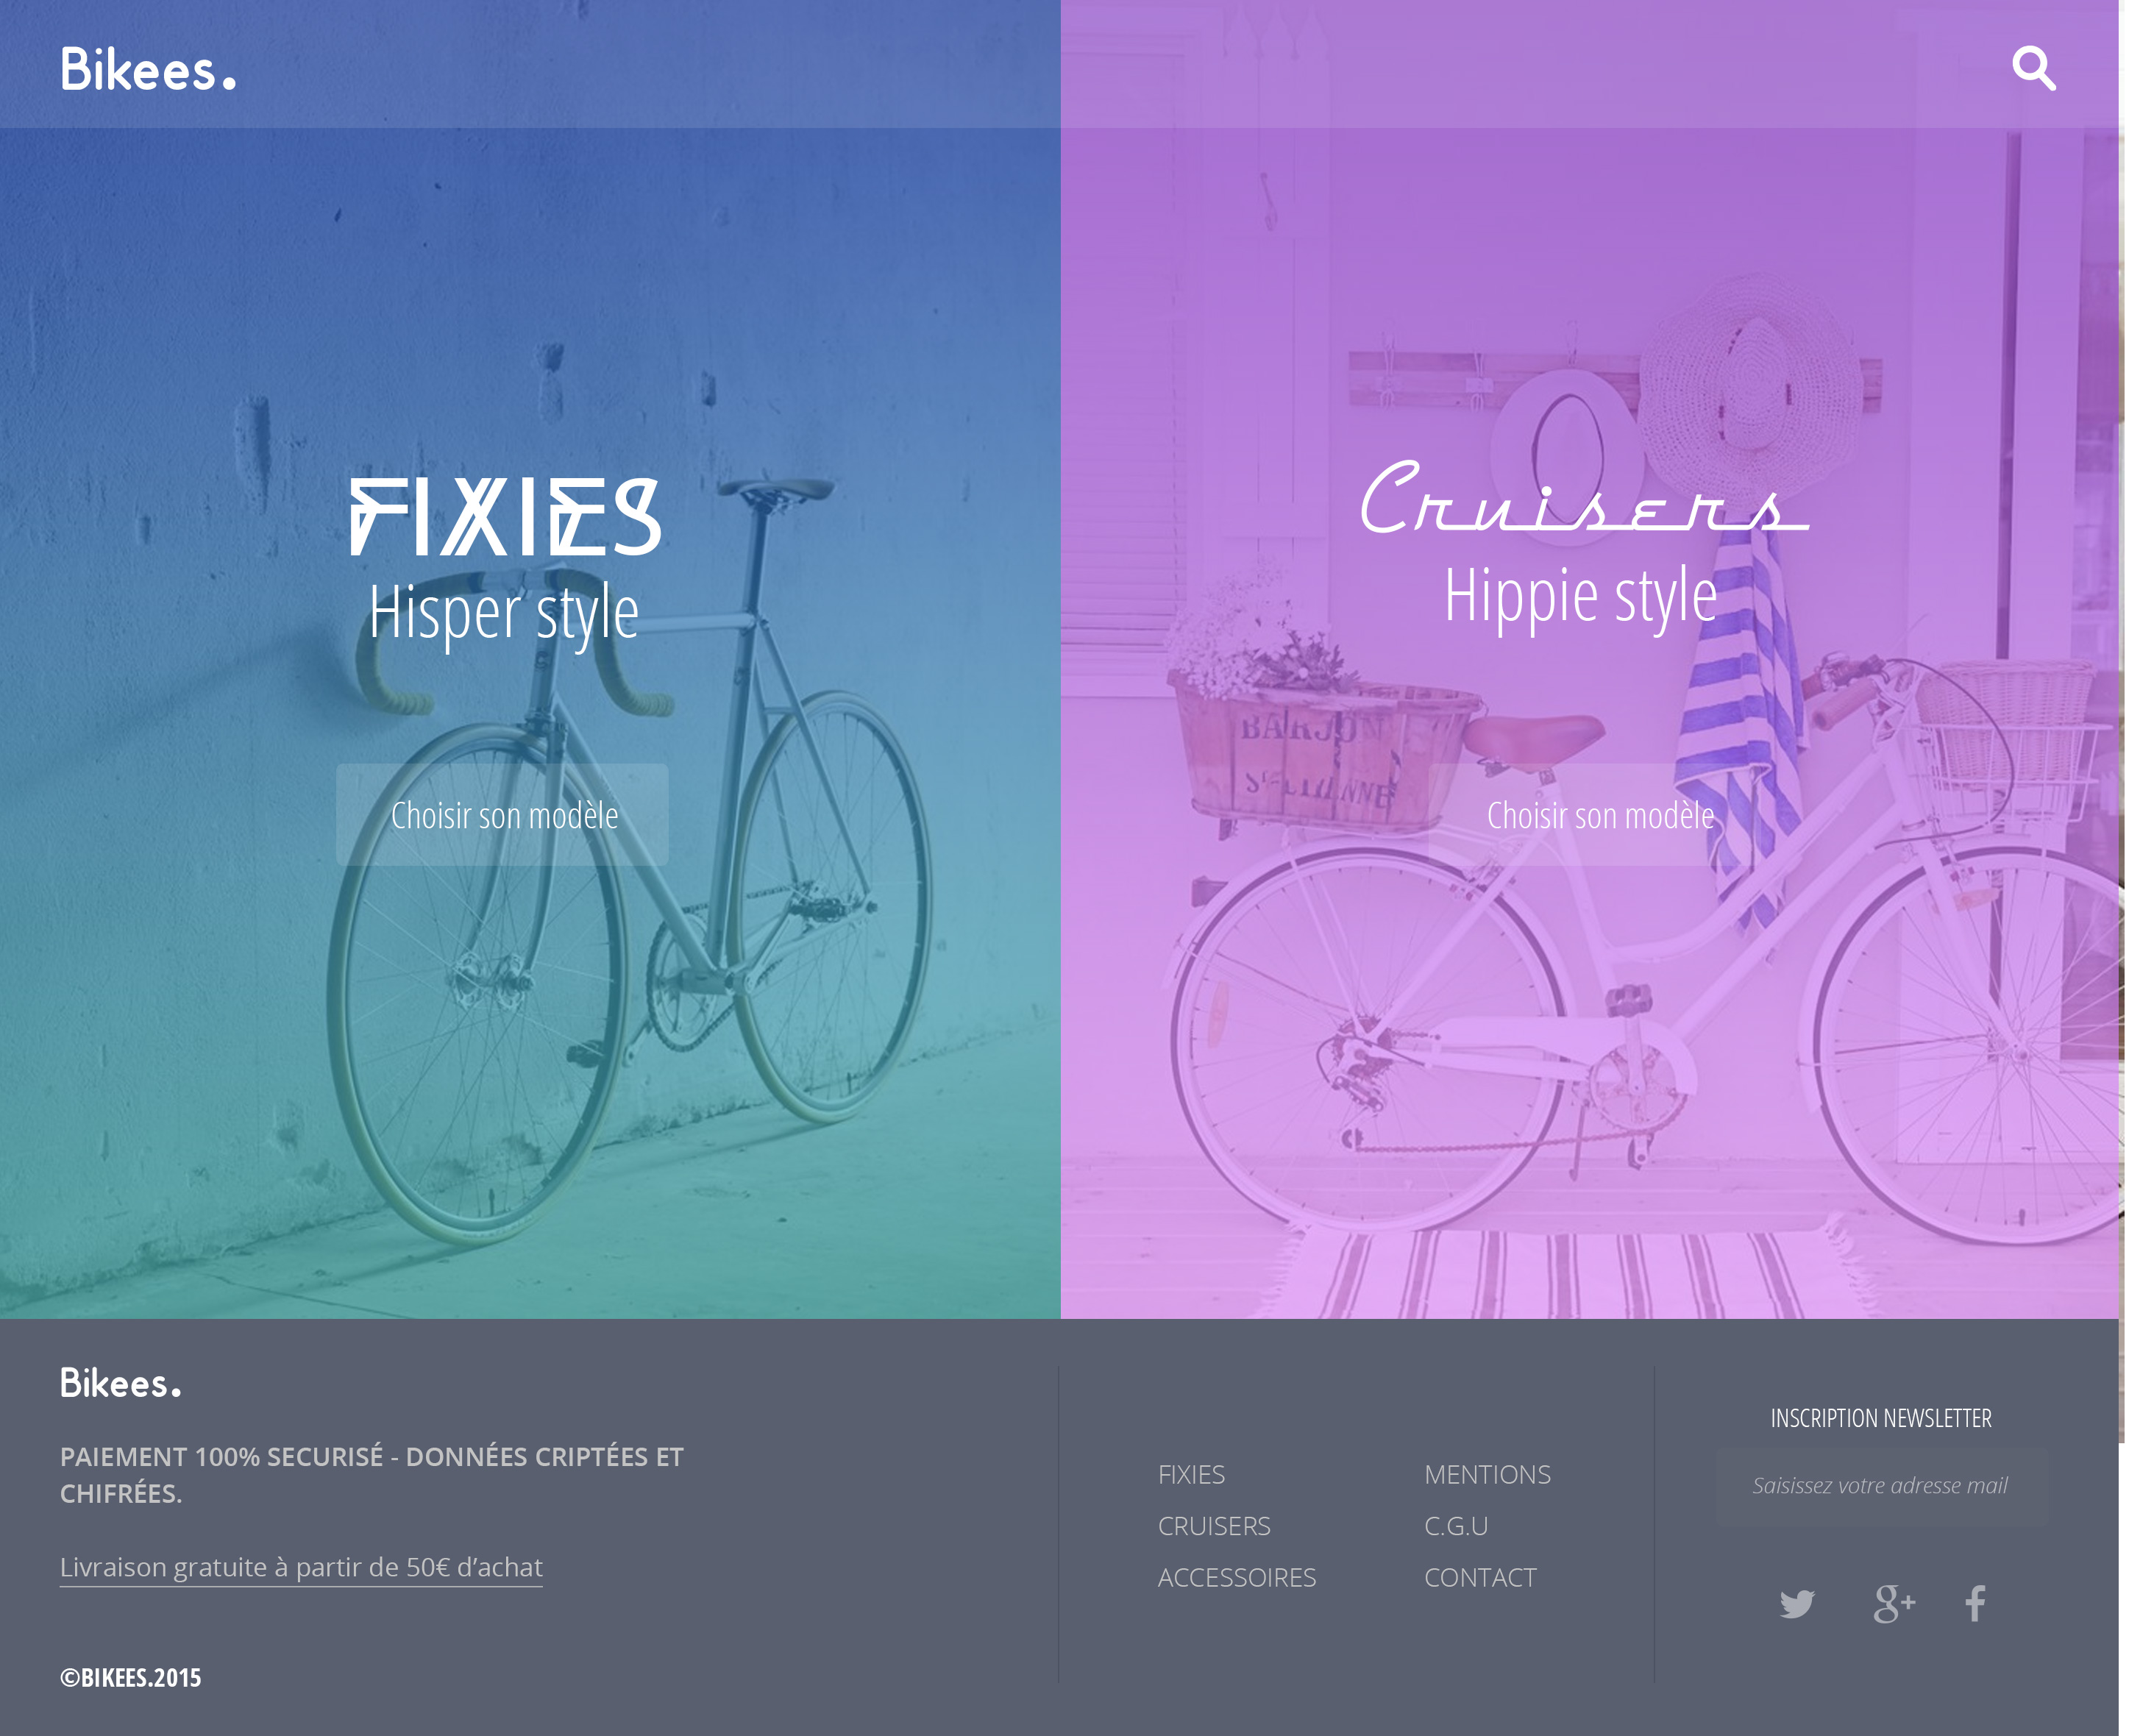 Bikees.
FIXIES
Hisper style
Choisir son modèle
Cruisers
Hippie style
BARJON
Choisir son modèle
Bikees.
PAIEMENT 100% SECURISÉ - DONNÉES CRIPTÉES ET
CHIFRÉES.
Livraison gratuite à partir de 50€ d’achat
©BIKEES.2015
FIXIES
CRUISERS
ACCESSOIRES
MENTIONS
C.G.U
CONTACT
INSCRIPTION NEWSLETTER
Saisissez votre adresse mail
g+
f